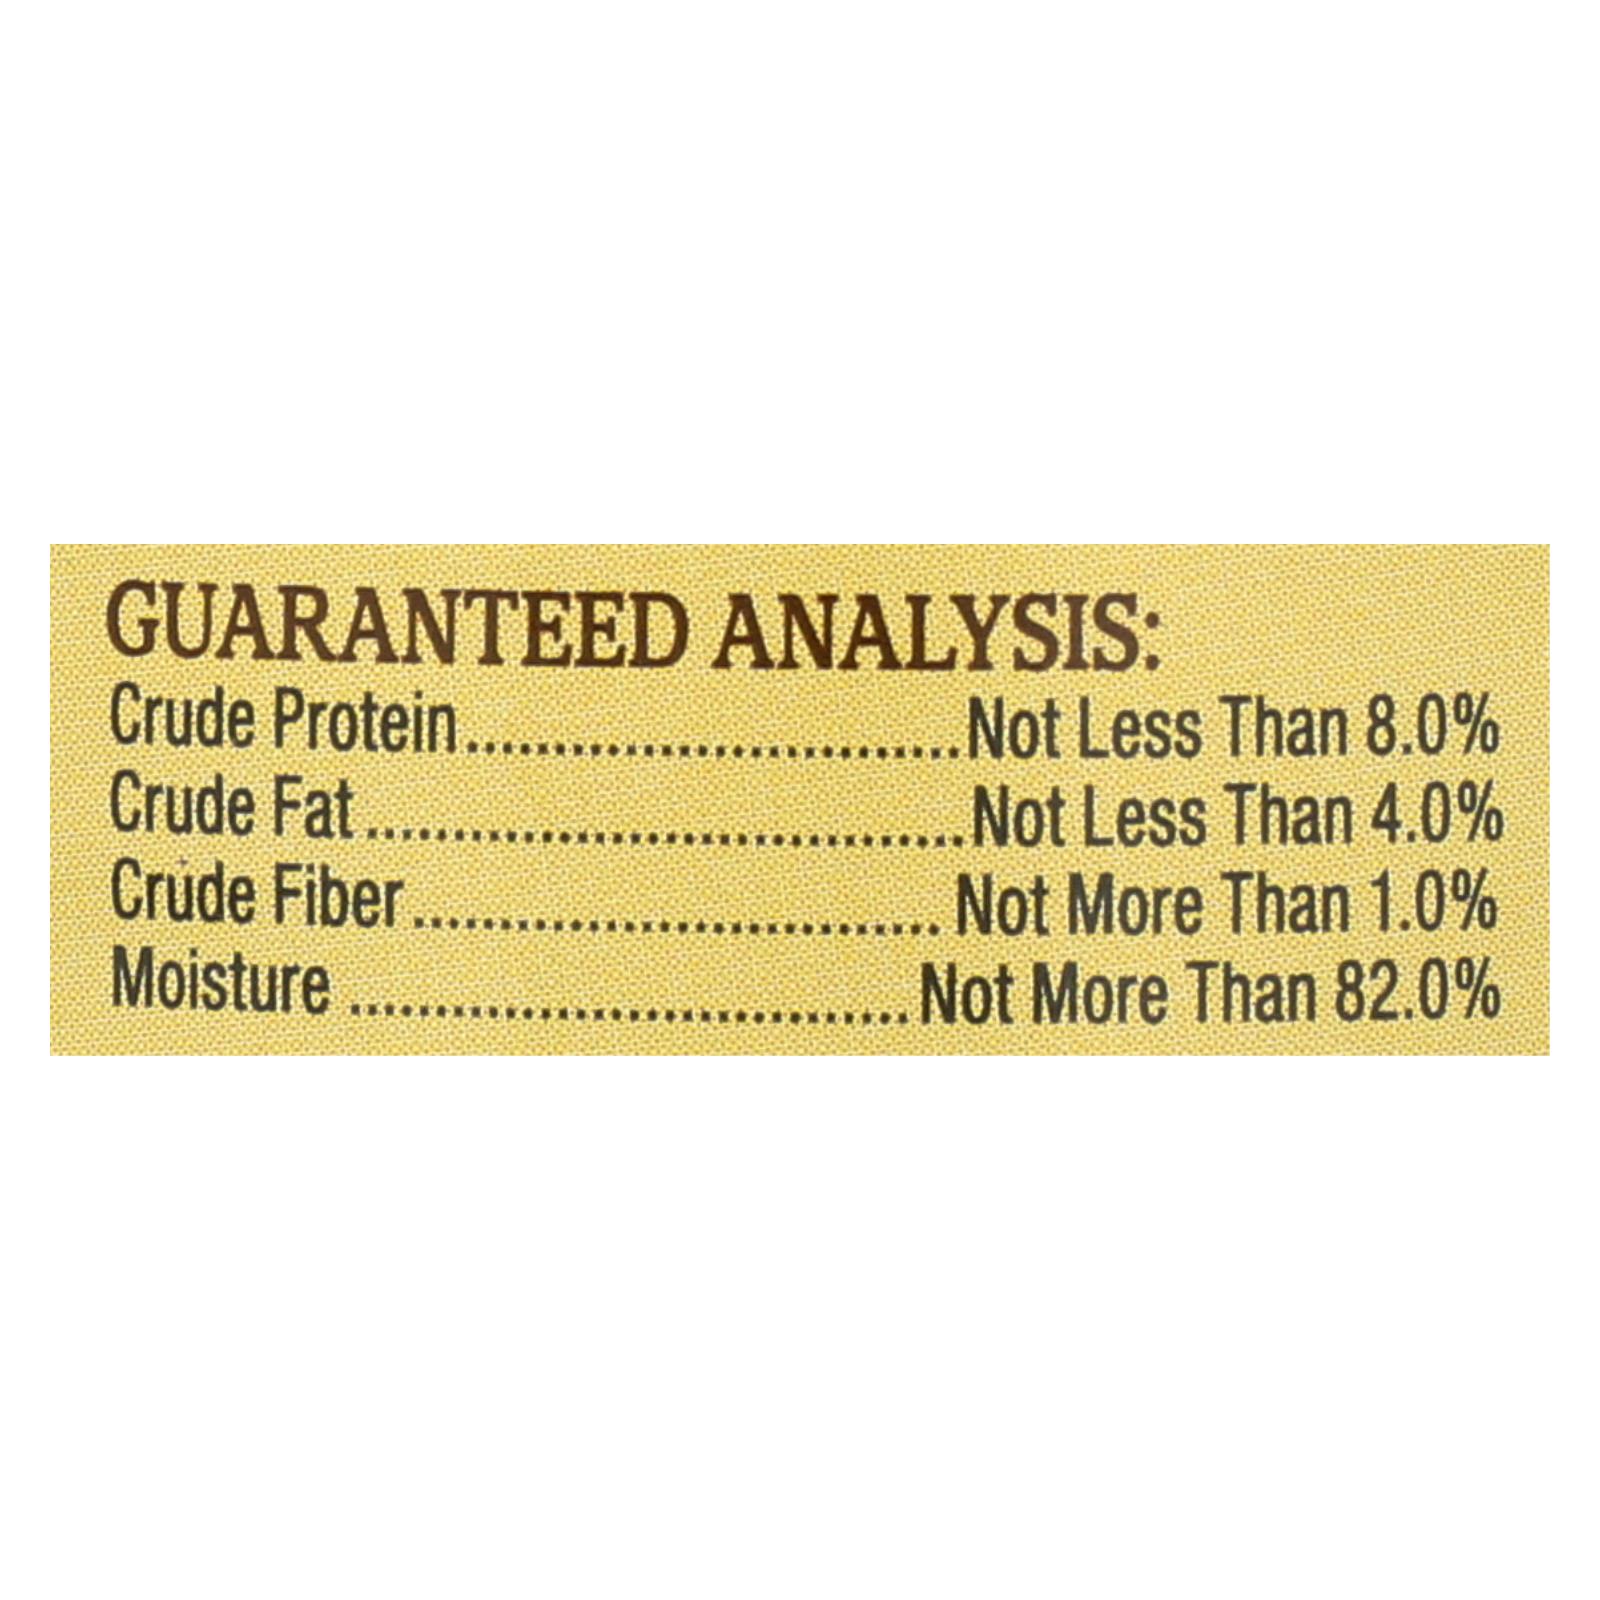 GUARANTEED ANALYSIS:
Crude Protein............................Not Less Than 8.0%
Crude Fat..................................Not Less Than 4.0%
Crude Fiber.............................. Not More Than 1.0%
Moisture ................................Not More Than 82.0%